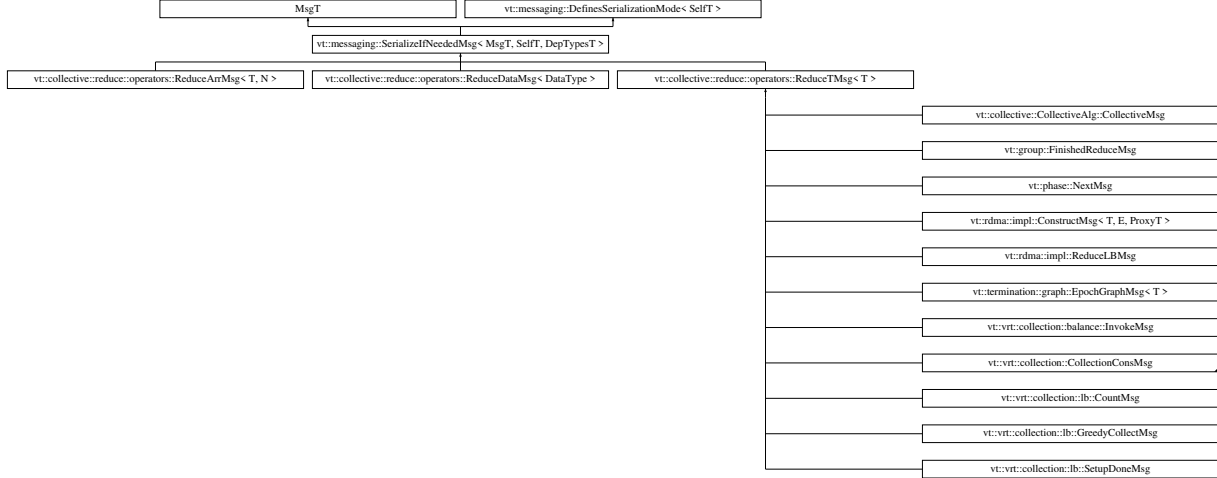 MsgT
vt::messaging::DefinesSerializationMode< SelfT >
vt::messaging::SerializeIfNeededMsg< MsgT, SelfT, DepTypesT >
vt::collective::reduce::operators::ReduceArrMsg< T, N >
vt::collective::reduce::operators::ReduceDataMsg< DataType >
vt::collective::reduce::operators::ReduceTMsg< T >
vt::collective::CollectiveAlg::CollectiveMsg
vt::group::FinishedReduceMsg
vt::phase::NextMsg
vt::rdma::impl::ConstructMsg< T, E, ProxyT >
vt::rdma::impl::ReduceLBMsg
vt::termination::graph::EpochGraphMsg< T >
vt::vrt::collection::balance::InvokeMsg
vt::vrt::collection::CollectionConsMsg
vt::vrt::collection::lb::CountMsg
vt::vrt::collection::lb::GreedyCollectMsg
vt::vrt::collection::lb::SetupDoneMsg